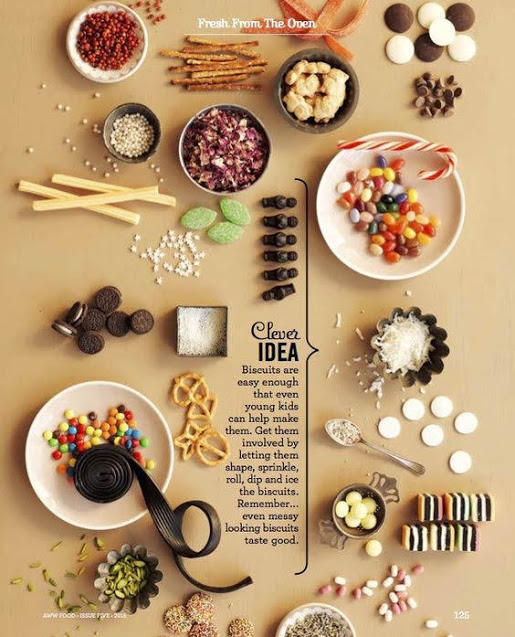 Fresh From The Oven
Clever
IDEA
Biscuits are
easy enough
that even
young kids
can help make
them. Get them
involved by
letting them
shape, sprinkle,
roll, dip and ice
the biscuits.
Remember...
even messy
looking biscuits
taste good.
AWW FOOD • ISSUE FIVE • 2015
125